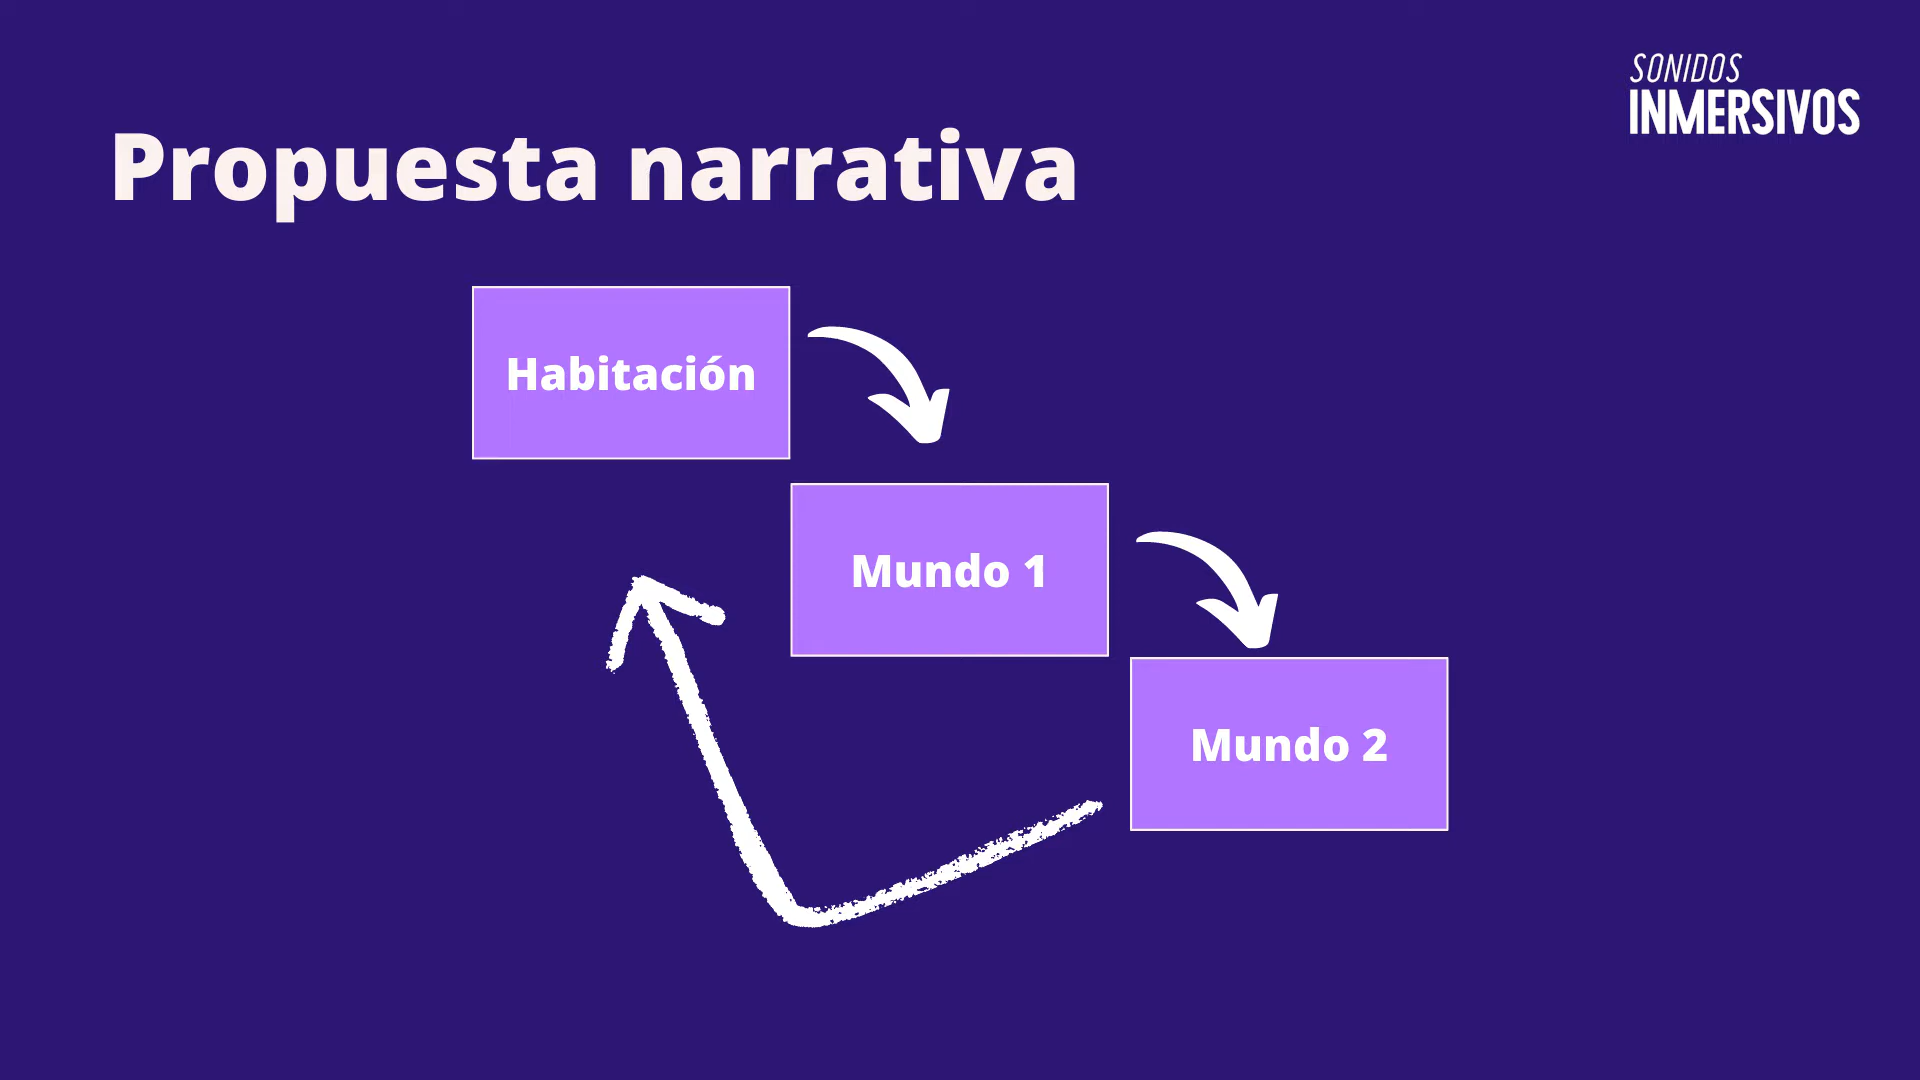 SONIDOS
INMERSIVOS
Propuesta narrativa
Habitación
Mundo 1
Mundo 2